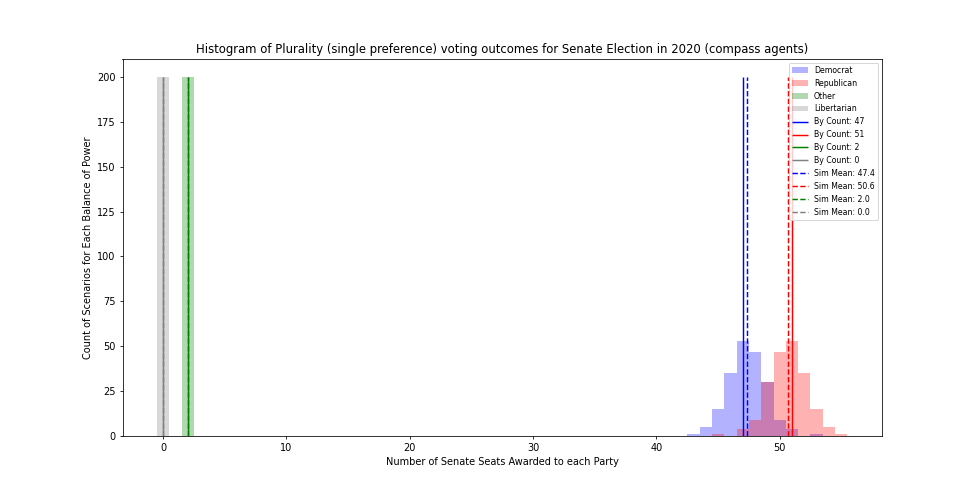 Histogram of Plurality (single preference) voting outcomes for Senate Election in 2020 (compass agents)
Count of Scenarios for Each Balance of Power
200
175
150
125
100
75
50
25
0
0
10
20
30
40
50
Number of Senate Seats Awarded to each Party
Democrat
Republican
Other
Libertarian
By Count: 47
By Count: 51
By Count: 2
By Count: 0
Sim Mean: 47.4
Sim Mean: 50.6
Sim Mean: 2.0
Sim Mean: 0.0